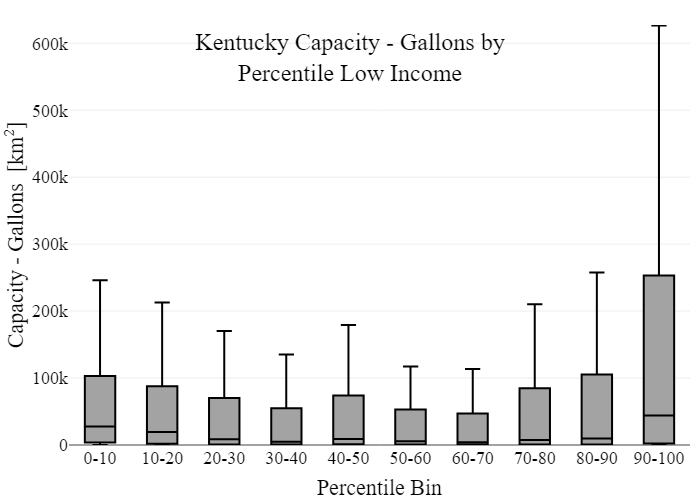 Kentucky Capacity - Gallons by
Percentile Low Income
Capacity - Gallons [km²]
600k
500k
400k
300k
200k
100k
0
0-10 10-20 20-30 30-40 40-50 50-60 60-70 70-80 80-90 90-100
Percentile Bin